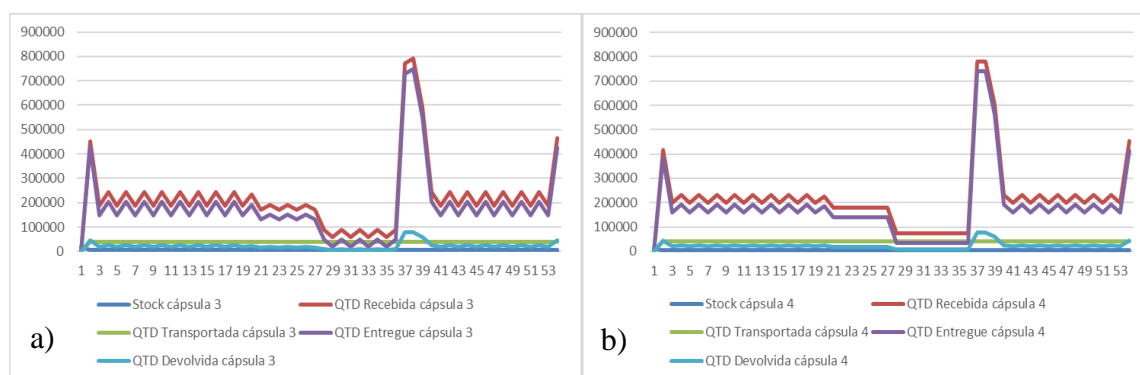 900000
800000
700000
600000
500000
400000
300000
200000
100000
0
1 3 5 7 9 11 13 15 17 19 21 23 25 27 29 31 33 35 37 39 41 43 45 47 49 51 53
Stock cápsula 3
QTD Recebida cápsula 3
QTD Transportada cápsula 3
QTD Entregue cápsula 3
QTD Devolvida cápsula 3
a)
900000
800000
700000
600000
500000
400000
300000
200000
100000
0
1 3 5 7 9 11 13 15 17 19 21 23 25 27 29 31 33 35 37 39 41 43 45 47 49 51 53
Stock cápsula 4
QTD Recebida cápsula 4
QTD Transportada cápsula 4
QTD Entregue cápsula 4
QTD Devolvida cápsula 4
b)